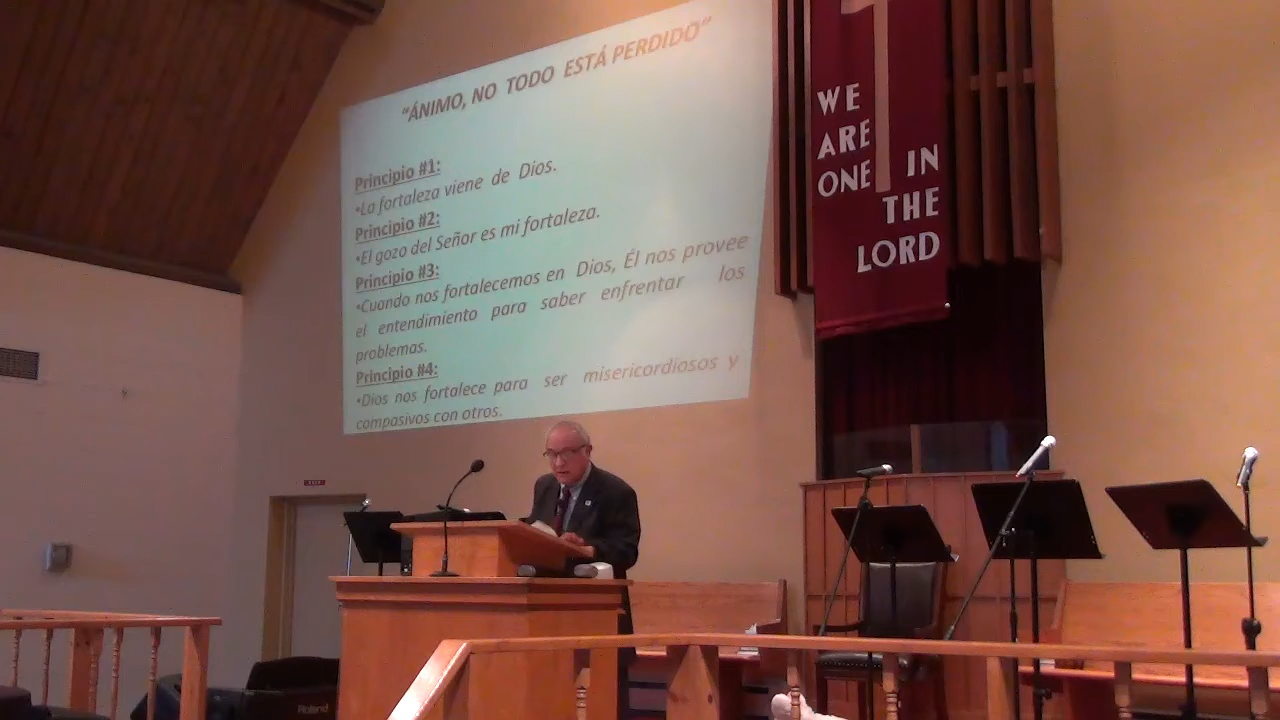 “ÁNIMO, NO TODO ESTÁ PERDIDO”
Principio #1:
•La fortaleza viene de Dios.
Principio #2:
•El gozo del Señor es mi fortaleza.
Principio #3:
•Cuando nos fortalecemos en Dios, Él nos provee
el entendimiento para saber enfrentar los
problemas.
Principio #4:
•Dios nos fortalece para ser misericordiosos y
compasivos con otros.
WE
ARE
ONE IN
THE
LORD
Roland